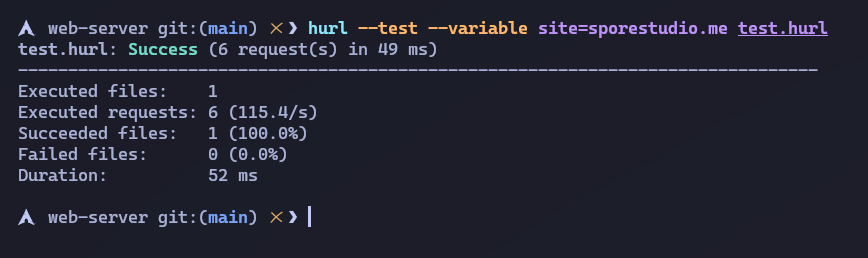 web-server git:(main) ✕ ❯ hurl --test --variable site=sporestudio.me test.hurl
test.hurl: Success (6 request(s) in 49 ms)
--------------------------------------------------------------------------------
Executed files:    1
Executed requests: 6 (115.4/s)
Succeeded files:   1 (100.0%)
Failed files:      0 (0.0%)
Duration:          52 ms
web-server git:(main) ✕ ❯